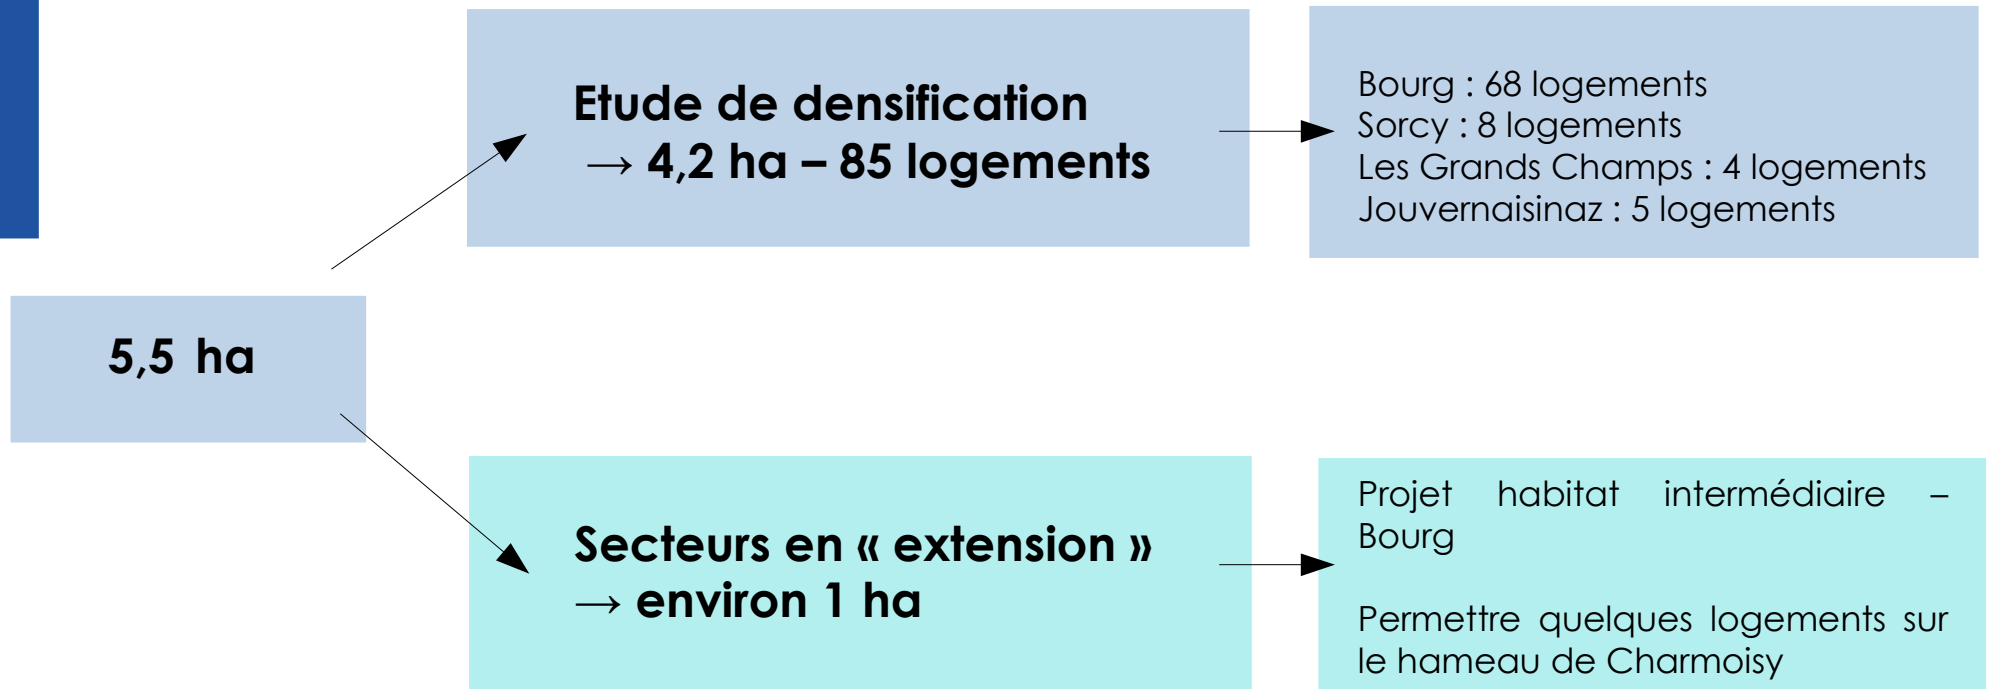 Etude de densification
→ 4,2 ha – 85 logements
Bourg : 68 logements
Sorcy : 8 logements
Les Grands Champs : 4 logements
Jouvernaisinaz : 5 logements
5,5 ha
Secteurs en « extension »
→ environ 1 ha
Projet habitat intermédiaire –
Bourg
Permettre quelques logements sur
le hameau de Charmoisy